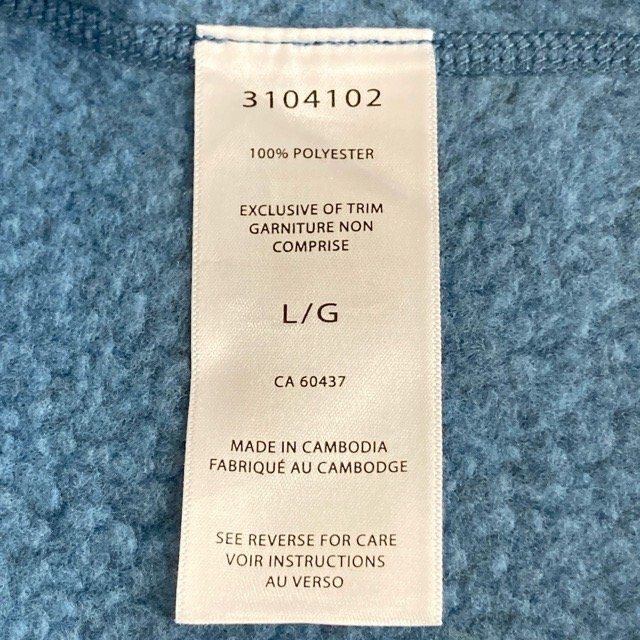 3104102
100% POLYESTER
EXCLUSIVE OF TRIM
GARNITURE NON
COMPRISE
L/G
CA 60437
MADE IN CAMBODIA
FABRIQUÉ AU CAMBODGE
SEE REVERSE FOR CARE
VOIR INSTRUCTIONS
AU VERSO